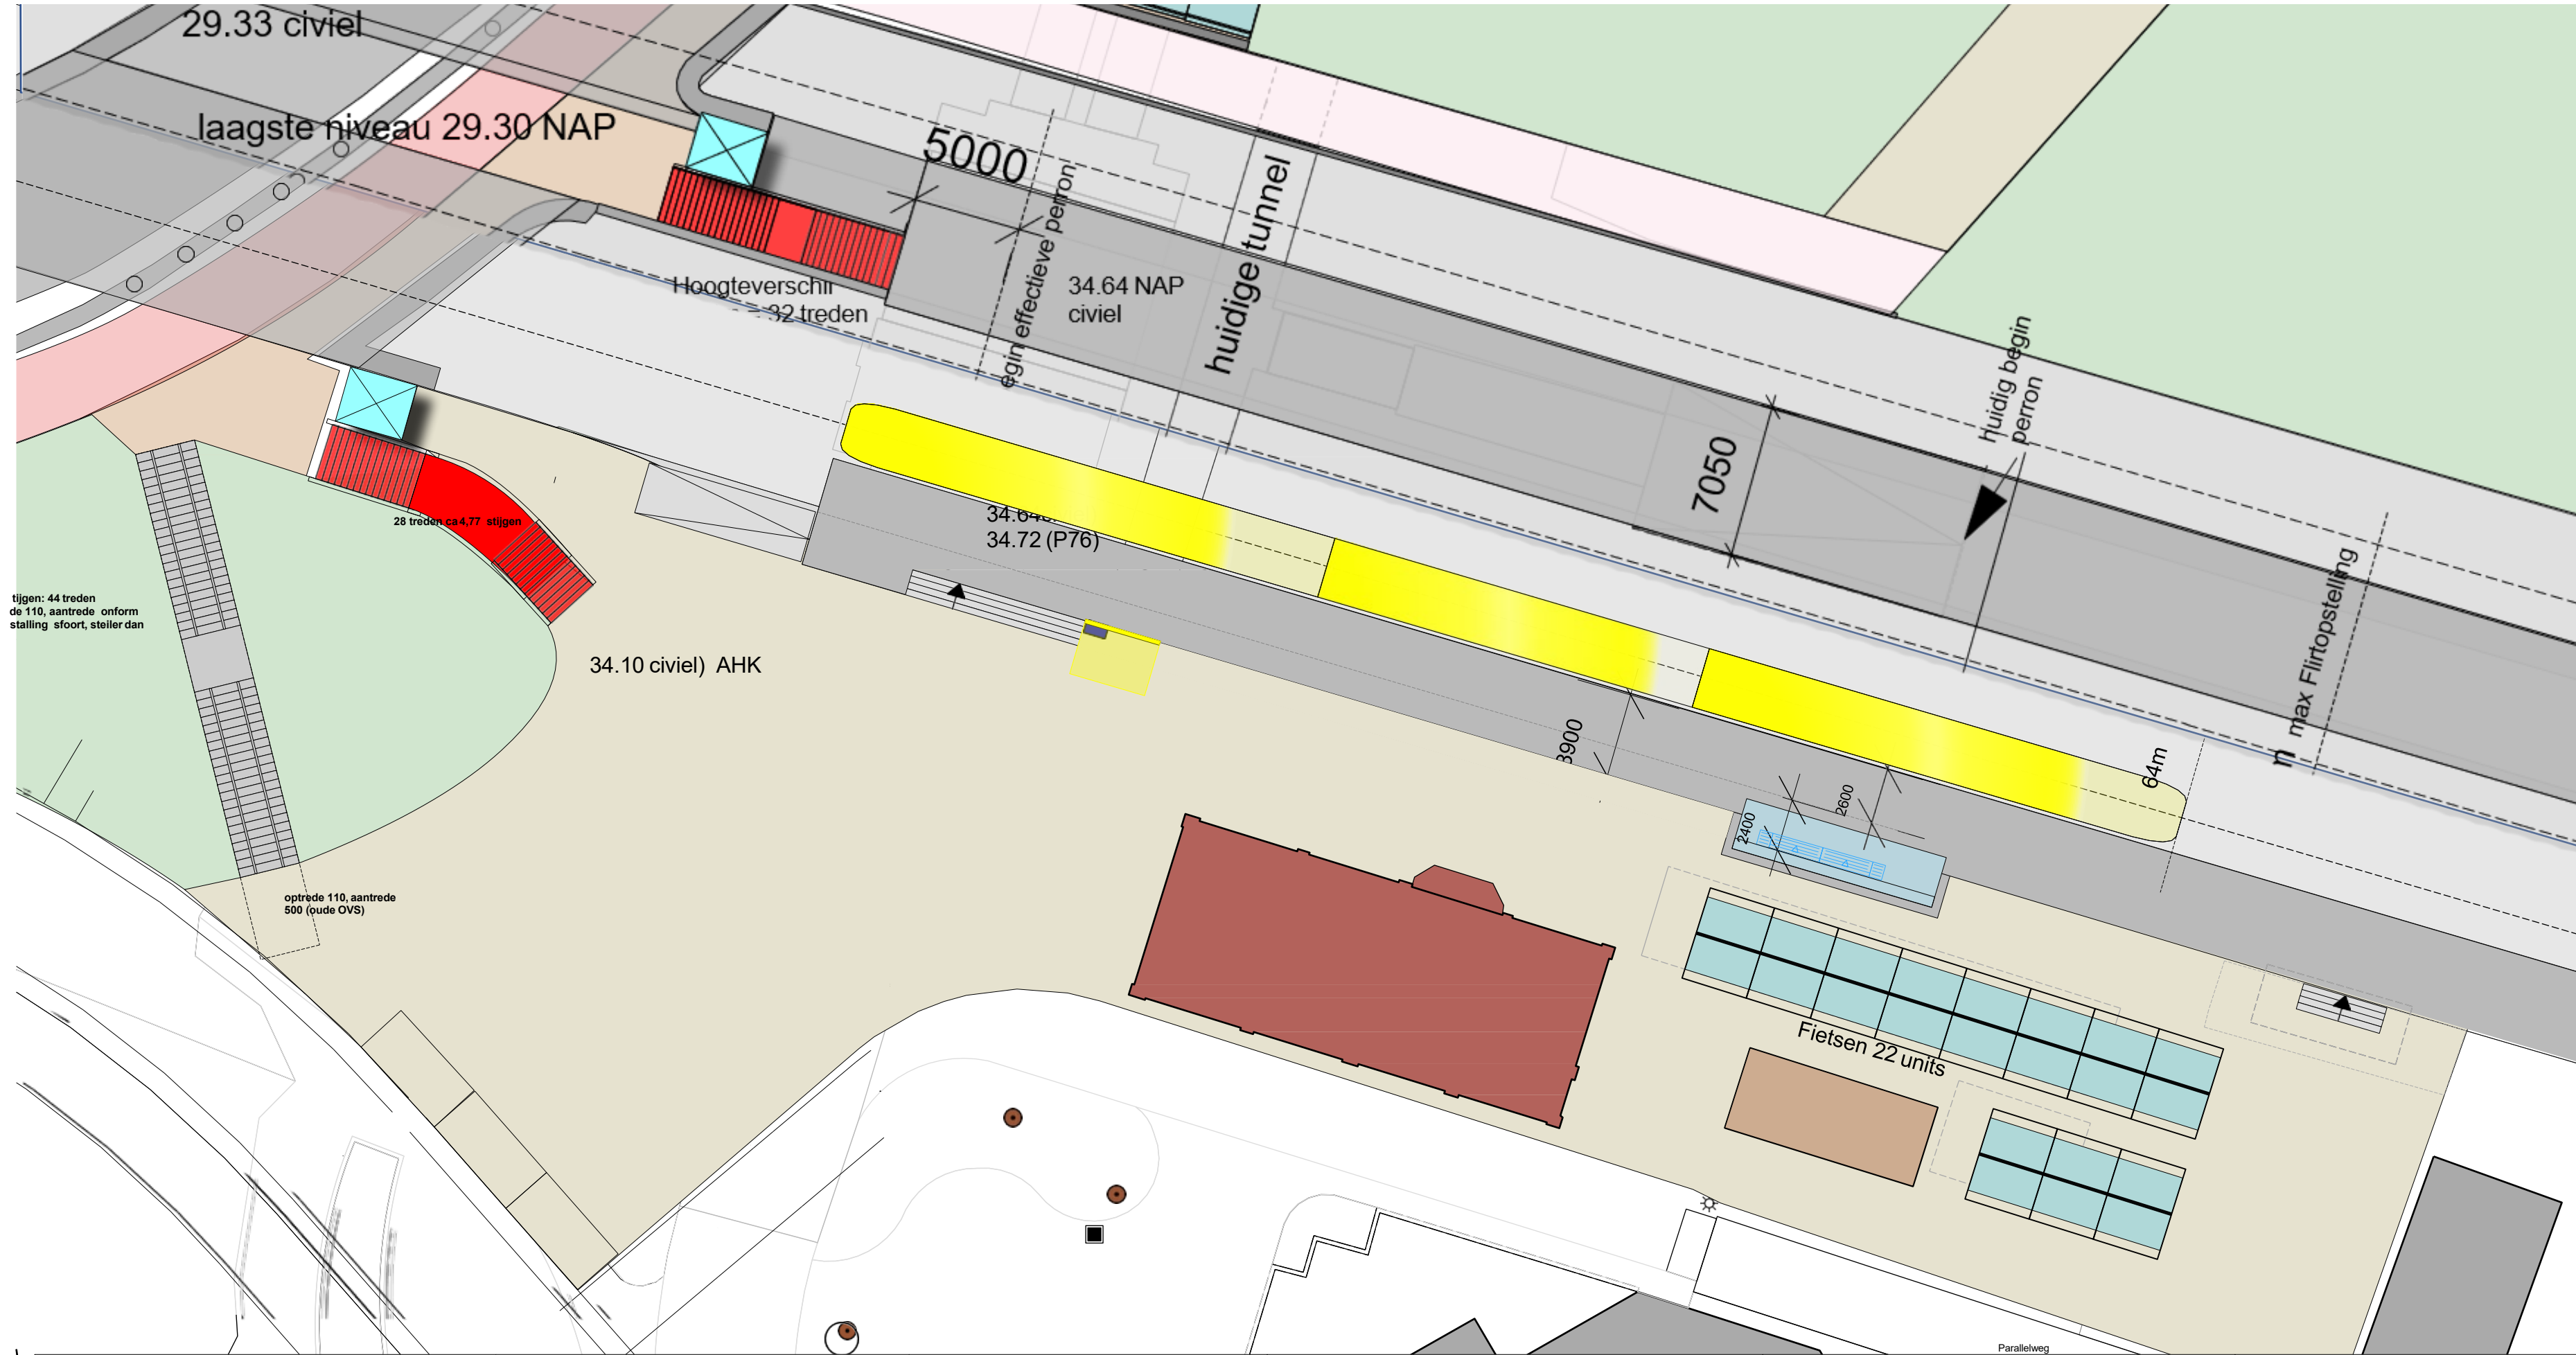 29.33 civiel
laagste niveau 29.30 NAP
5000
egin effectieve perron
huidige tunnel
Hoogteverschil
32 treden
34.64 NAP
civiel
huidig begin
perron
7050
max Flirtopstelling
m
34.64
34.72 (P76)
28 treden ca 4,77 stijgen
tijgen: 44 treden
de 110, aantrede onform
stalling sfoort, steiler dan
34.10 civiel) AHK
3900
64m
2600
2400
optrede 110, aantrede
500 (oude OVS)
Fietsen 22 units
Parallelweg